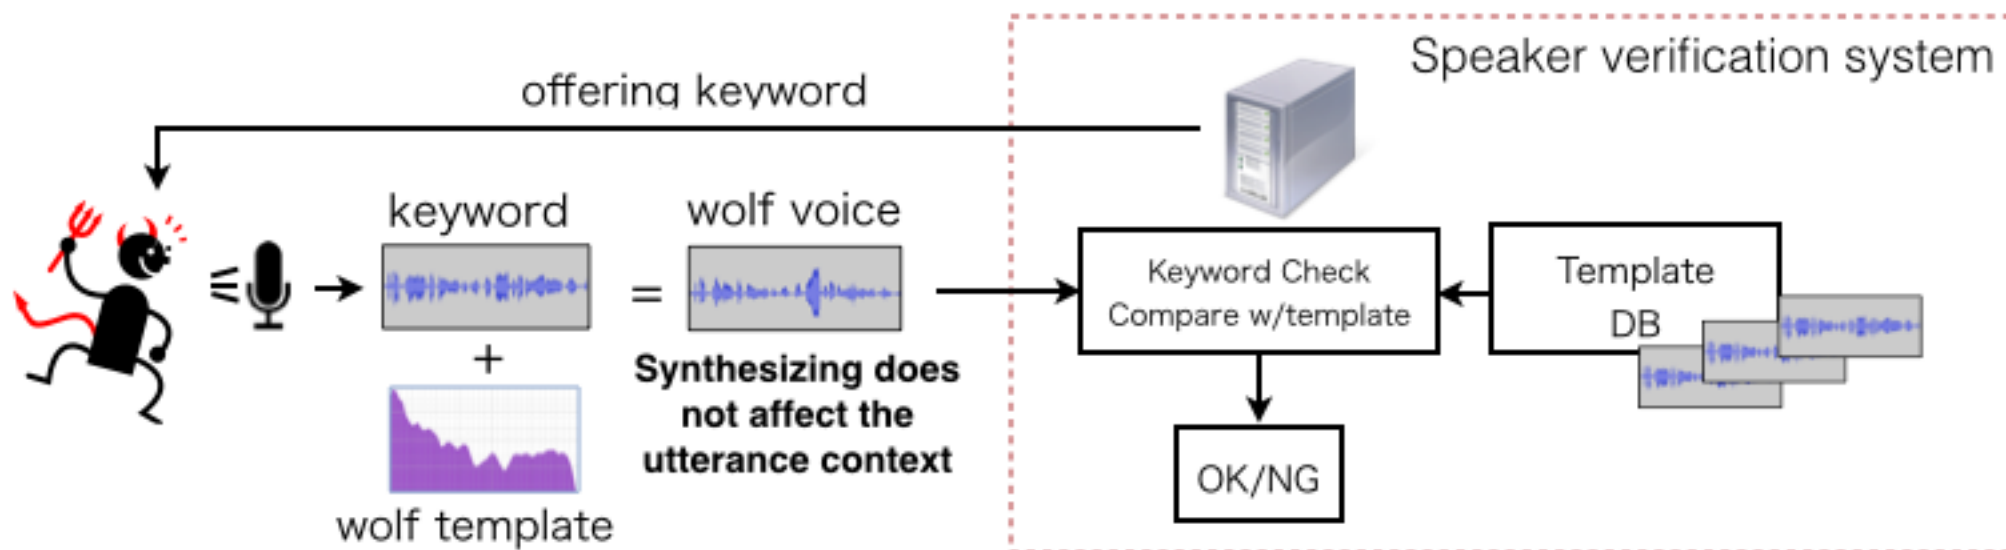 Speaker verification system
offering keyword
keyword
wolf voice
=
+
Synthesizing does
not affect the
utterance context
wolf template
Keyword Check
Compare w/template
Template
DB
OK/NG